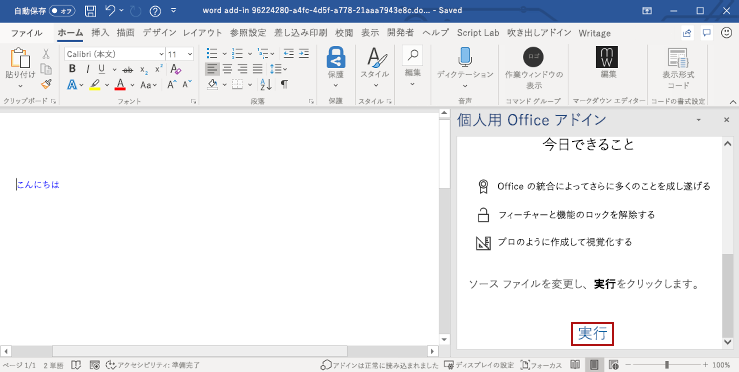 自動保存 オフ word add-in 96224280-a4fc-4d5f-a778-21aaa7943e8c.do... - Saved
ファイル ホーム 挿入 描画 デザイン レイアウト 参照設定 差し込み印刷 校閲 表示 開発者 ヘルプ Script Lab 吹き出しアドイン Writage
Calibri (本文) 11
貼り付け
保護
スタイル
編集
ディクテーション
作業ウィンドウの
表示
編集
表示形式
コード
クリップボード フォント 段落 保護 スタイル 音声 コマンド グループ マークダウン エディター コードの書式設定
個人用 Office アドイン
今日できること
こんにちは
Office の統合によってさらに多くのことを成し遂げる
フィーチャーと機能のロックを解除する
プロのように作成して視覚化する
ソース ファイルを変更し、実行をクリックします。
実行
ページ 1/1 2 単語 アクセシビリティ: 準備完了 アドインは正常に読み込まれました ディスプレイの設定 フォーカス 100%